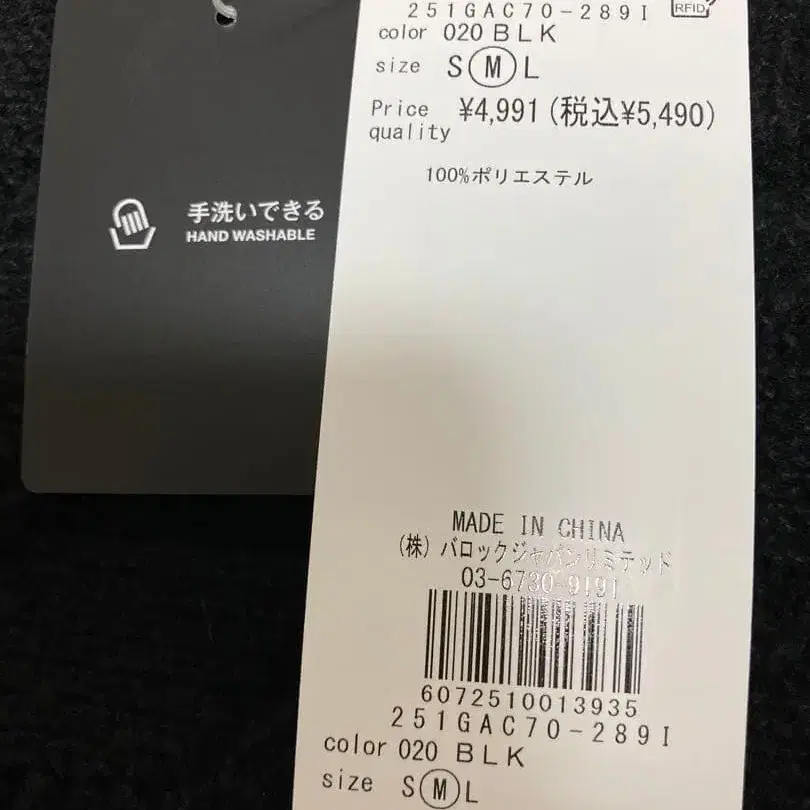 251GAC70-289I
RFID
color 020 BLK
size S M L
Price ¥4,991 (税込¥5,490)
quality
100%ポリエステル
手洗いできる
HAND WASHABLE
MADE IN CHINA
(株) バロックジャパンリミテッド
03-6730-9191
6072510013935
251GAC70-289I
color 020 BLK
size S M L